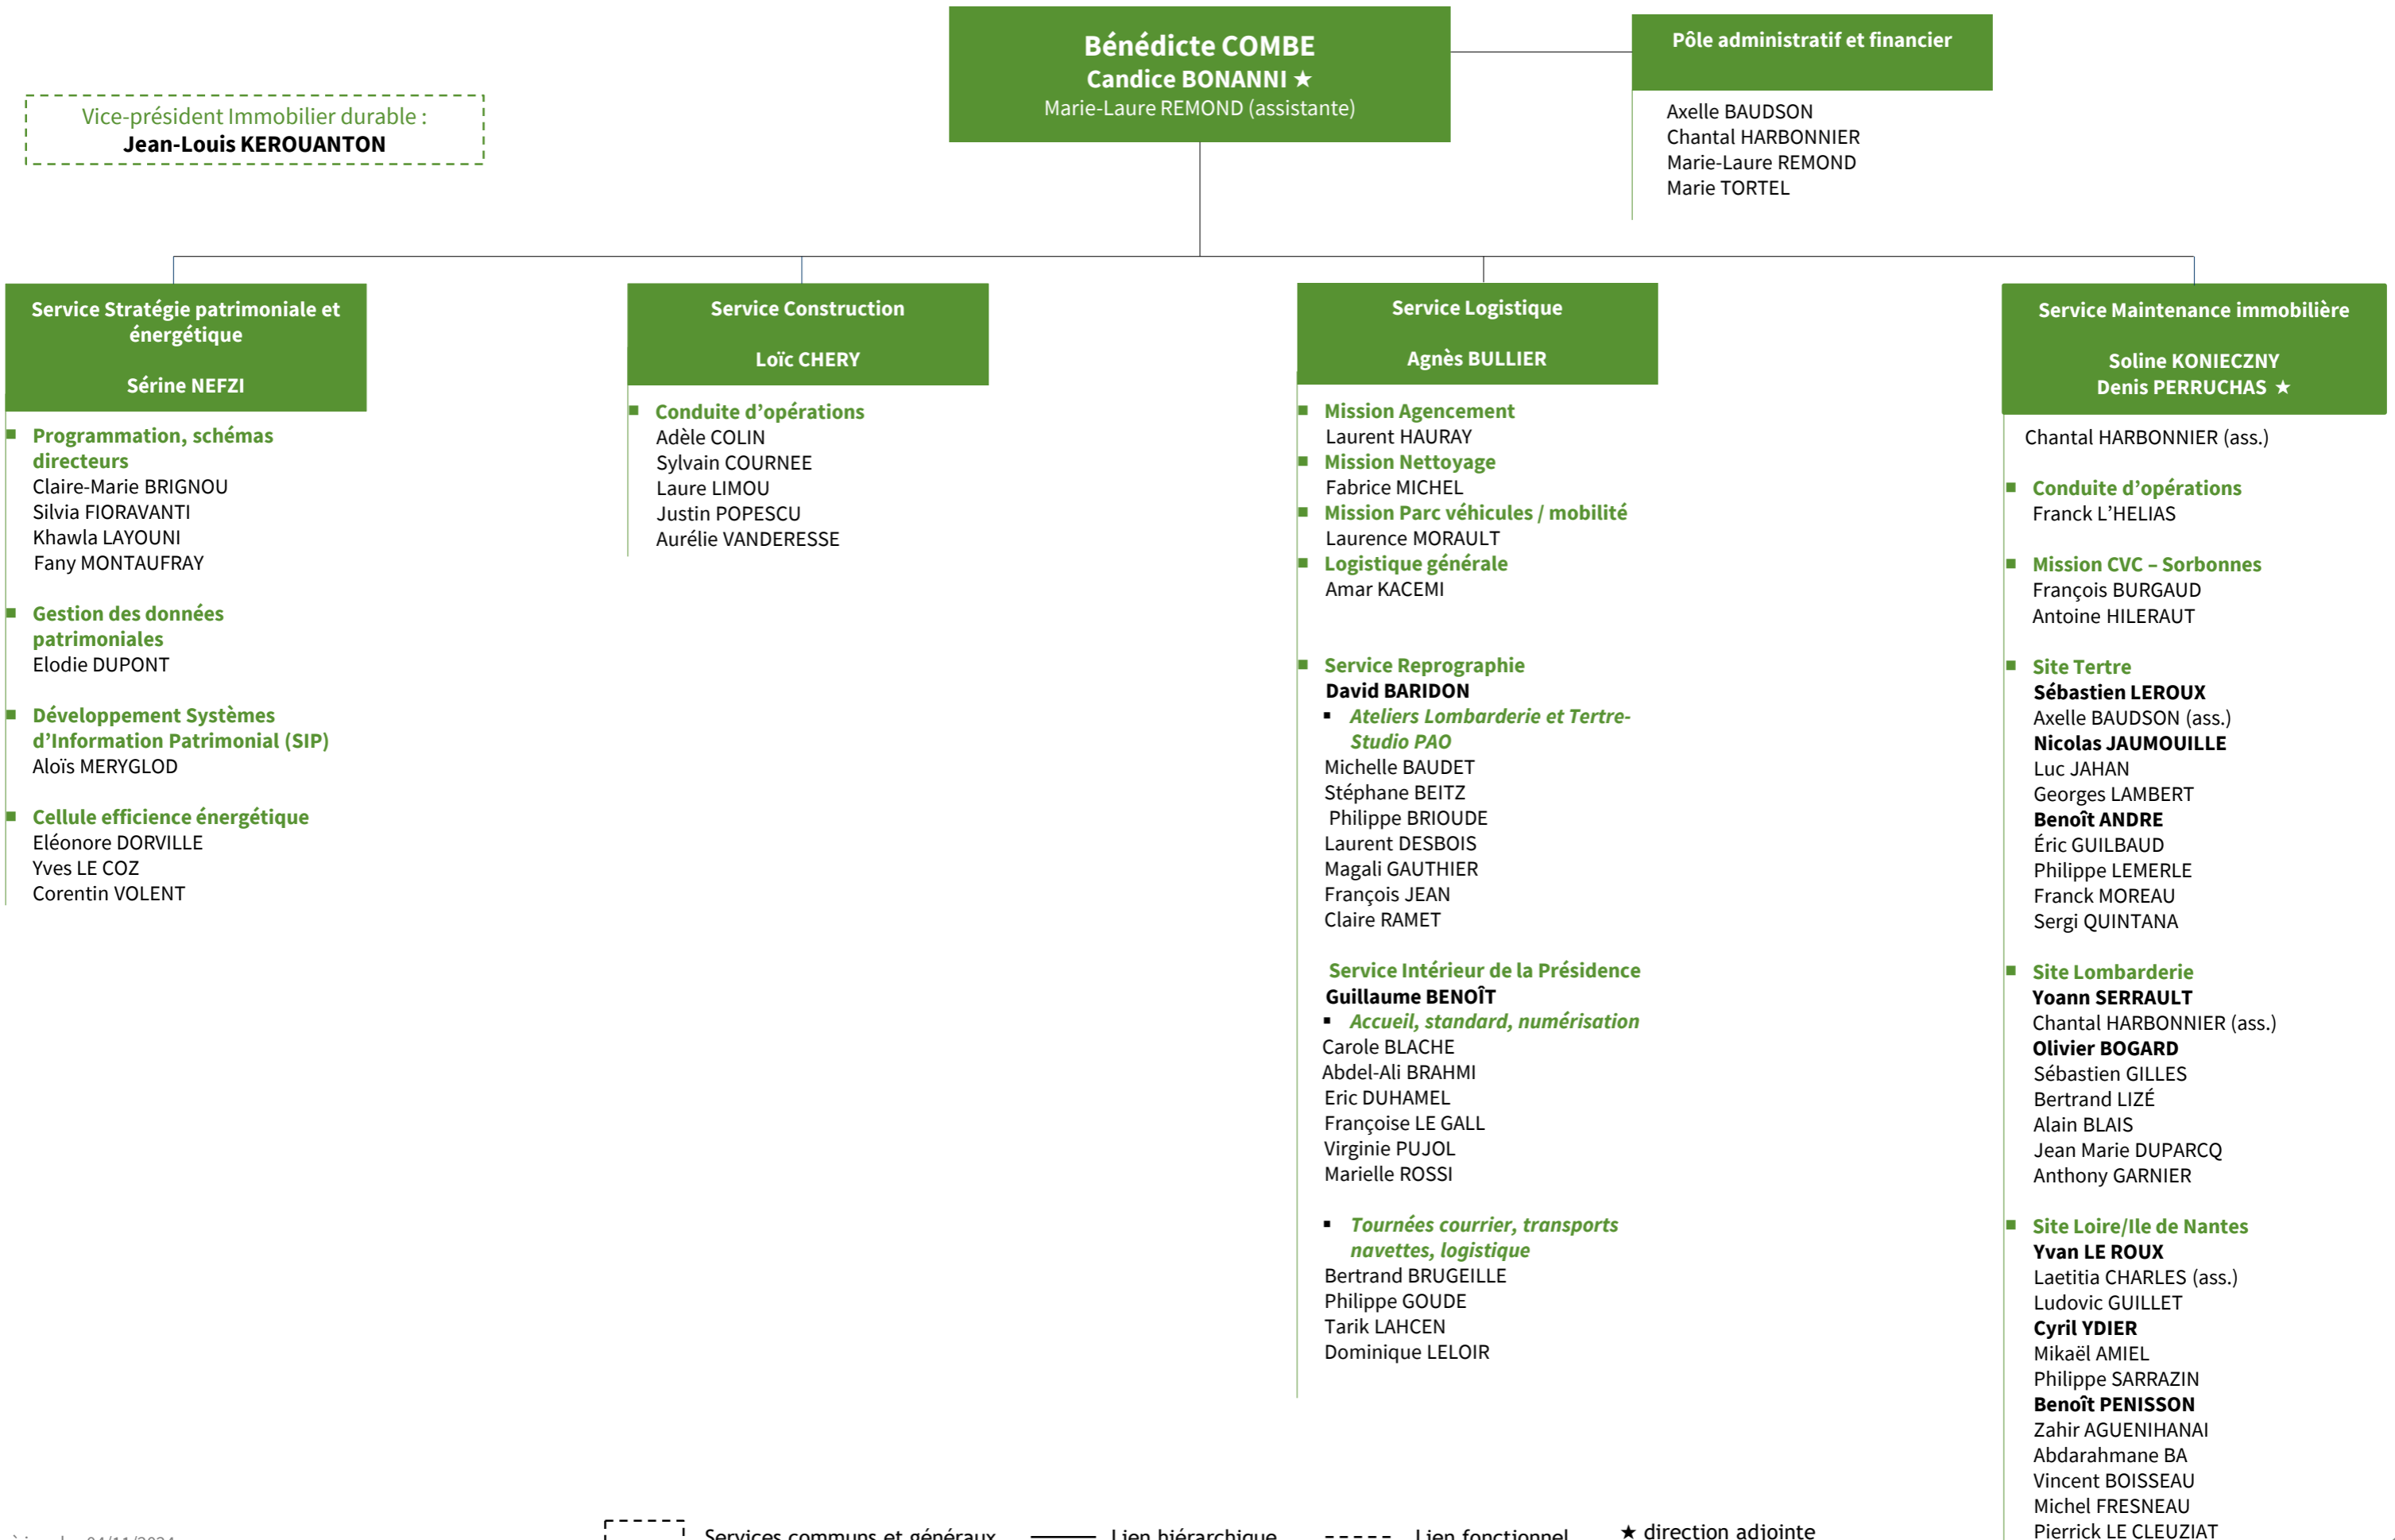 Bénédicte COMBE
Candice BONANNI ★
Marie-Laure REMOND (assistante)
Pôle administratif et financier
Axelle BAUDSON
Chantal HARBONNIER
Marie-Laure REMOND
Marie TORTEL
Vice-président Immobilier durable :
Jean-Louis KEROUANTON
Service Stratégie patrimoniale et
énergétique
Sérine NEFZI
Programmation, schémas
directeurs
Claire-Marie BRIGNOU
Silvia FIORAVANTI
Khawla LAYOUNI
Fany MONTAUFRAY
Gestion des données
patrimoniales
Elodie DUPONT
Développement Systèmes
d’Information Patrimonial (SIP)
Aloïs MERYGLOD
Cellule efficience énergétique
Eléonore DORVILLE
Yves LE COZ
Corentin VOLENT
Service Construction
Loïc CHERY
Conduite d’opérations
Adèle COLIN
Sylvain COURNEE
Laure LIMOU
Justin POPESCU
Aurélie VANDERESSE
Service Logistique
Agnès BULLIER
Mission Agencement
Laurent HAURAY
Mission Nettoyage
Fabrice MICHEL
Mission Parc véhicules / mobilité
Laurence MORAULT
Logistique générale
Amar KACEMI
Service Reprographie
David BARIDON
Ateliers Lombarderie et Tertre-
Studio PAO
Michelle BAUDET
Stéphane BEITZ
Philippe BRIOUDE
Laurent DESBOIS
Magali GAUTHIER
François JEAN
Claire RAMET
Service Intérieur de la Présidence
Guillaume BENOÎT
Accueil, standard, numérisation
Carole BLACHE
Abdel-Ali BRAHMI
Eric DUHAMEL
Françoise LE GALL
Virginie PUJOL
Marielle ROSSI
Tournées courrier, transports
navettes, logistique
Bertrand BRUGEILLE
Philippe GOUDE
Tarik LAHCEN
Dominique LELOIR
Service Maintenance immobilière
Soline KONIECZNY
Denis PERRUCHAS ★
Chantal HARBONNIER (ass.)
Conduite d’opérations
Franck L’HELIAS
Mission CVC – Sorbonnes
François BURGAUD
Antoine HILERAUT
Site Tertre
Sébastien LEROUX
Axelle BAUDSON (ass.)
Nicolas JAUMOUILLE
Luc JAHAN
Georges LAMBERT
Benoît ANDRE
Éric GUILBAUD
Philippe LEMERLE
Franck MOREAU
Sergi QUINTANA
Site Lombarderie
Yoann SERRAULT
Chantal HARBONNIER (ass.)
Olivier BOGARD
Sébastien GILLES
Bertrand LIZÉ
Alain BLAIS
Jean Marie DUPARCQ
Anthony GARNIER
Site Loire/Ile de Nantes
Yvan LE ROUX
Laetitia CHARLES (ass.)
Ludovic GUILLET
Cyril YDIER
Mikaël AMIEL
Philippe SARRAZIN
Benoît PENISSON
Zahir AGUENIHANAI
Abdarahmane BA
Vincent BOISSEAU
Michel FRESNEAU
Pierrick LE CLEUZIAT
Services communs et généraux
Lien hiérarchique
Lien fonctionnel
★ direction adjointe